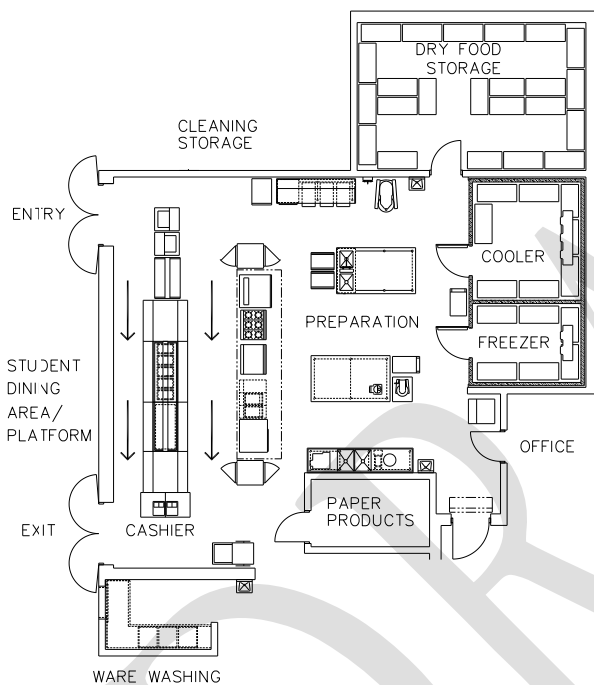 DRY FOOD
STORAGE
CLEANING
STORAGE
ENTRY
COOLER
PREPARATION
FREEZER
STUDENT
DINING
AREA/
PLATFORM
OFFICE
PAPER
PRODUCTS
EXIT
CASHIER
WARE WASHING